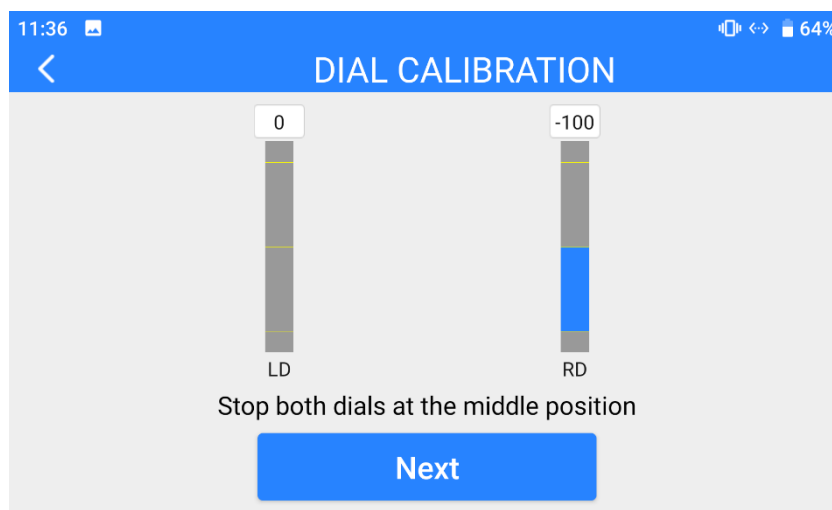 11:36 64%
DIAL CALIBRATION
0 -100
LD RD
Stop both dials at the middle position
Next